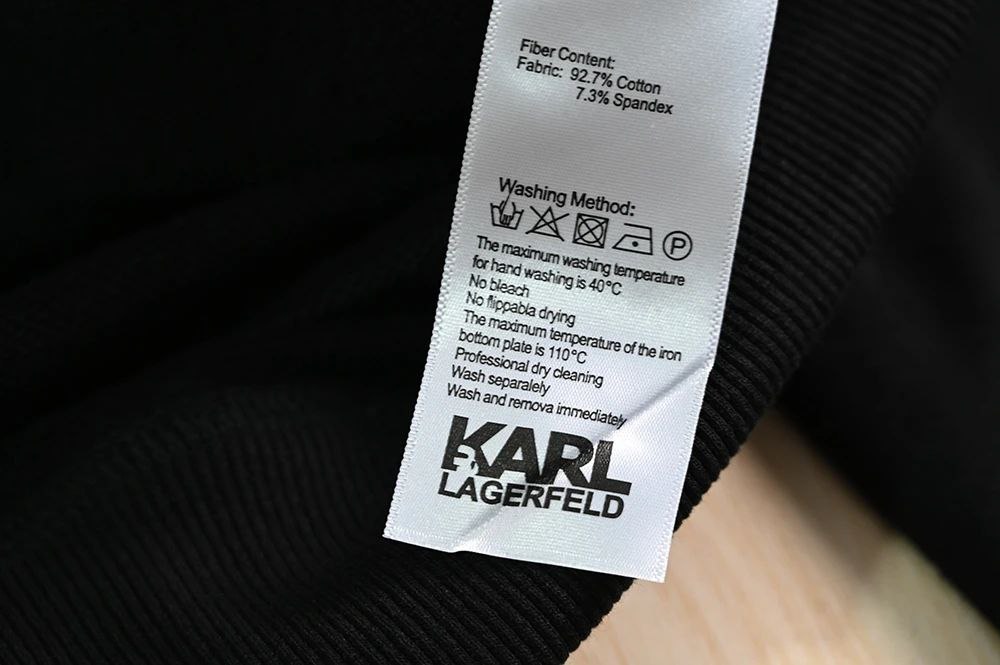 Fiber Content:
Fabric: 92.7% Cotton
7.3% Spandex
Washing Method:
P
The maximum washing temperature
for hand washing is 40°C
No bleach
No flippabla drying
The maximum temperature of the iron
bottom plate is 110°C
Professional dry cleaning
Wash separately
Wash and remova immediately
KARL
LAGERFELD